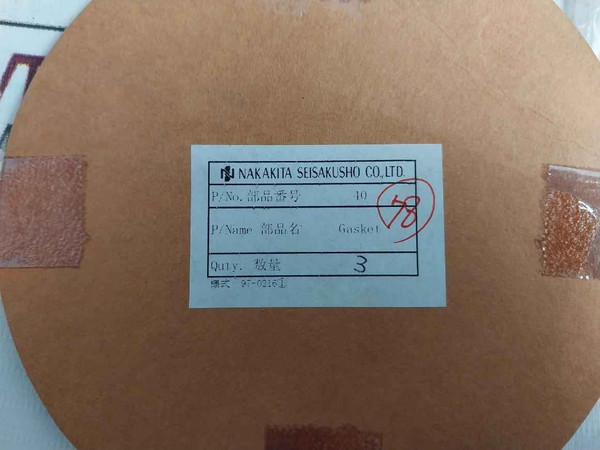 NAKAKITA SEISAKUSHO CO.,LTD.
P/No. 部品番号 40
78
P/Name 部品名 Gasket
Quty. 数量 3
様式 97-0216①